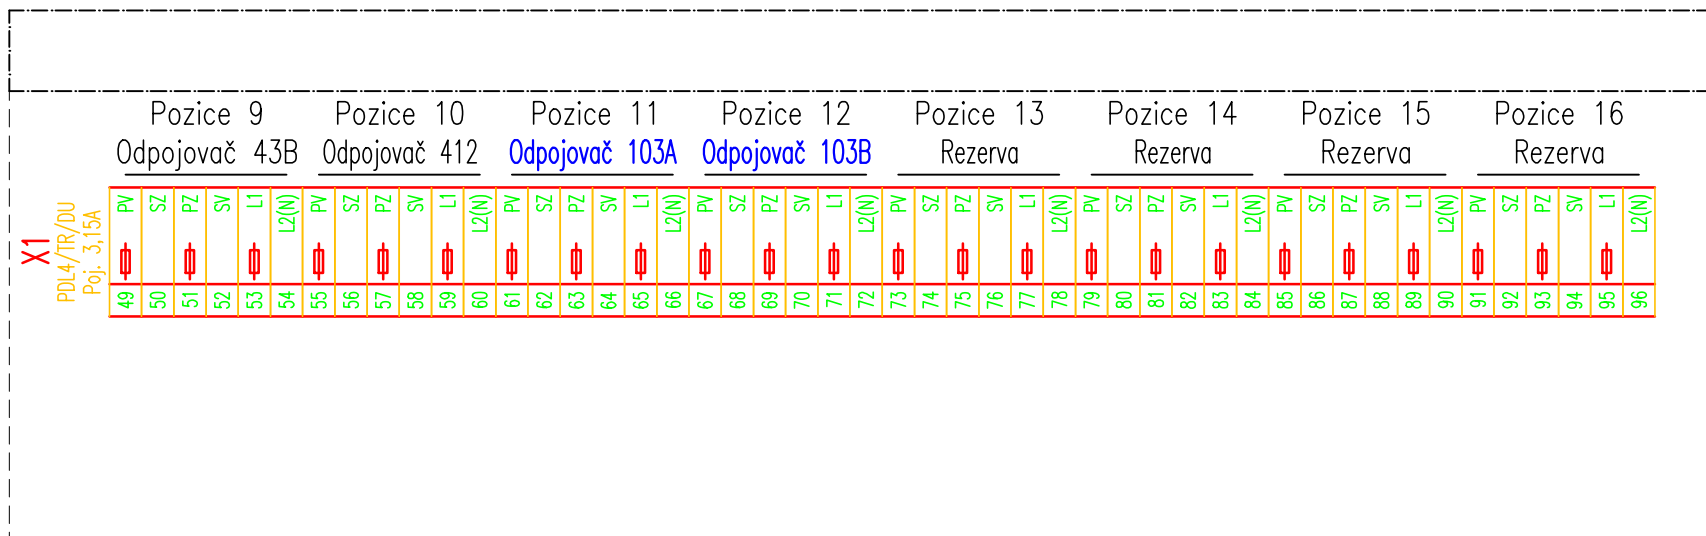 Pozice 9 Pozice 10 Pozice 11 Pozice 12 Pozice 13 Pozice 14 Pozice 15 Pozice 16
Odpojovač 43B Odpojovač 412 Odpojovač 103A Odpojovač 103B Rezerva Rezerva Rezerva Rezerva
X1
PDL4/TR/DU
Poj. 3,15A
PV SZ PZ SV L1 L2(N) PV SZ PZ SV L1 L2(N) PV SZ PZ SV L1 L2(N) PV SZ PZ SV L1 L2(N) PV SZ PZ SV L1 L2(N) PV SZ PZ SV L1 L2(N) PV SZ PZ SV L1 L2(N) PV SZ PZ SV L1 L2(N)
49 50 51 52 53 54 55 56 57 58 59 60 61 62 63 64 65 66 67 68 69 70 71 72 73 74 75 76 77 78 79 80 81 82 83 84 85 86 87 88 89 90 91 92 93 94 95 96